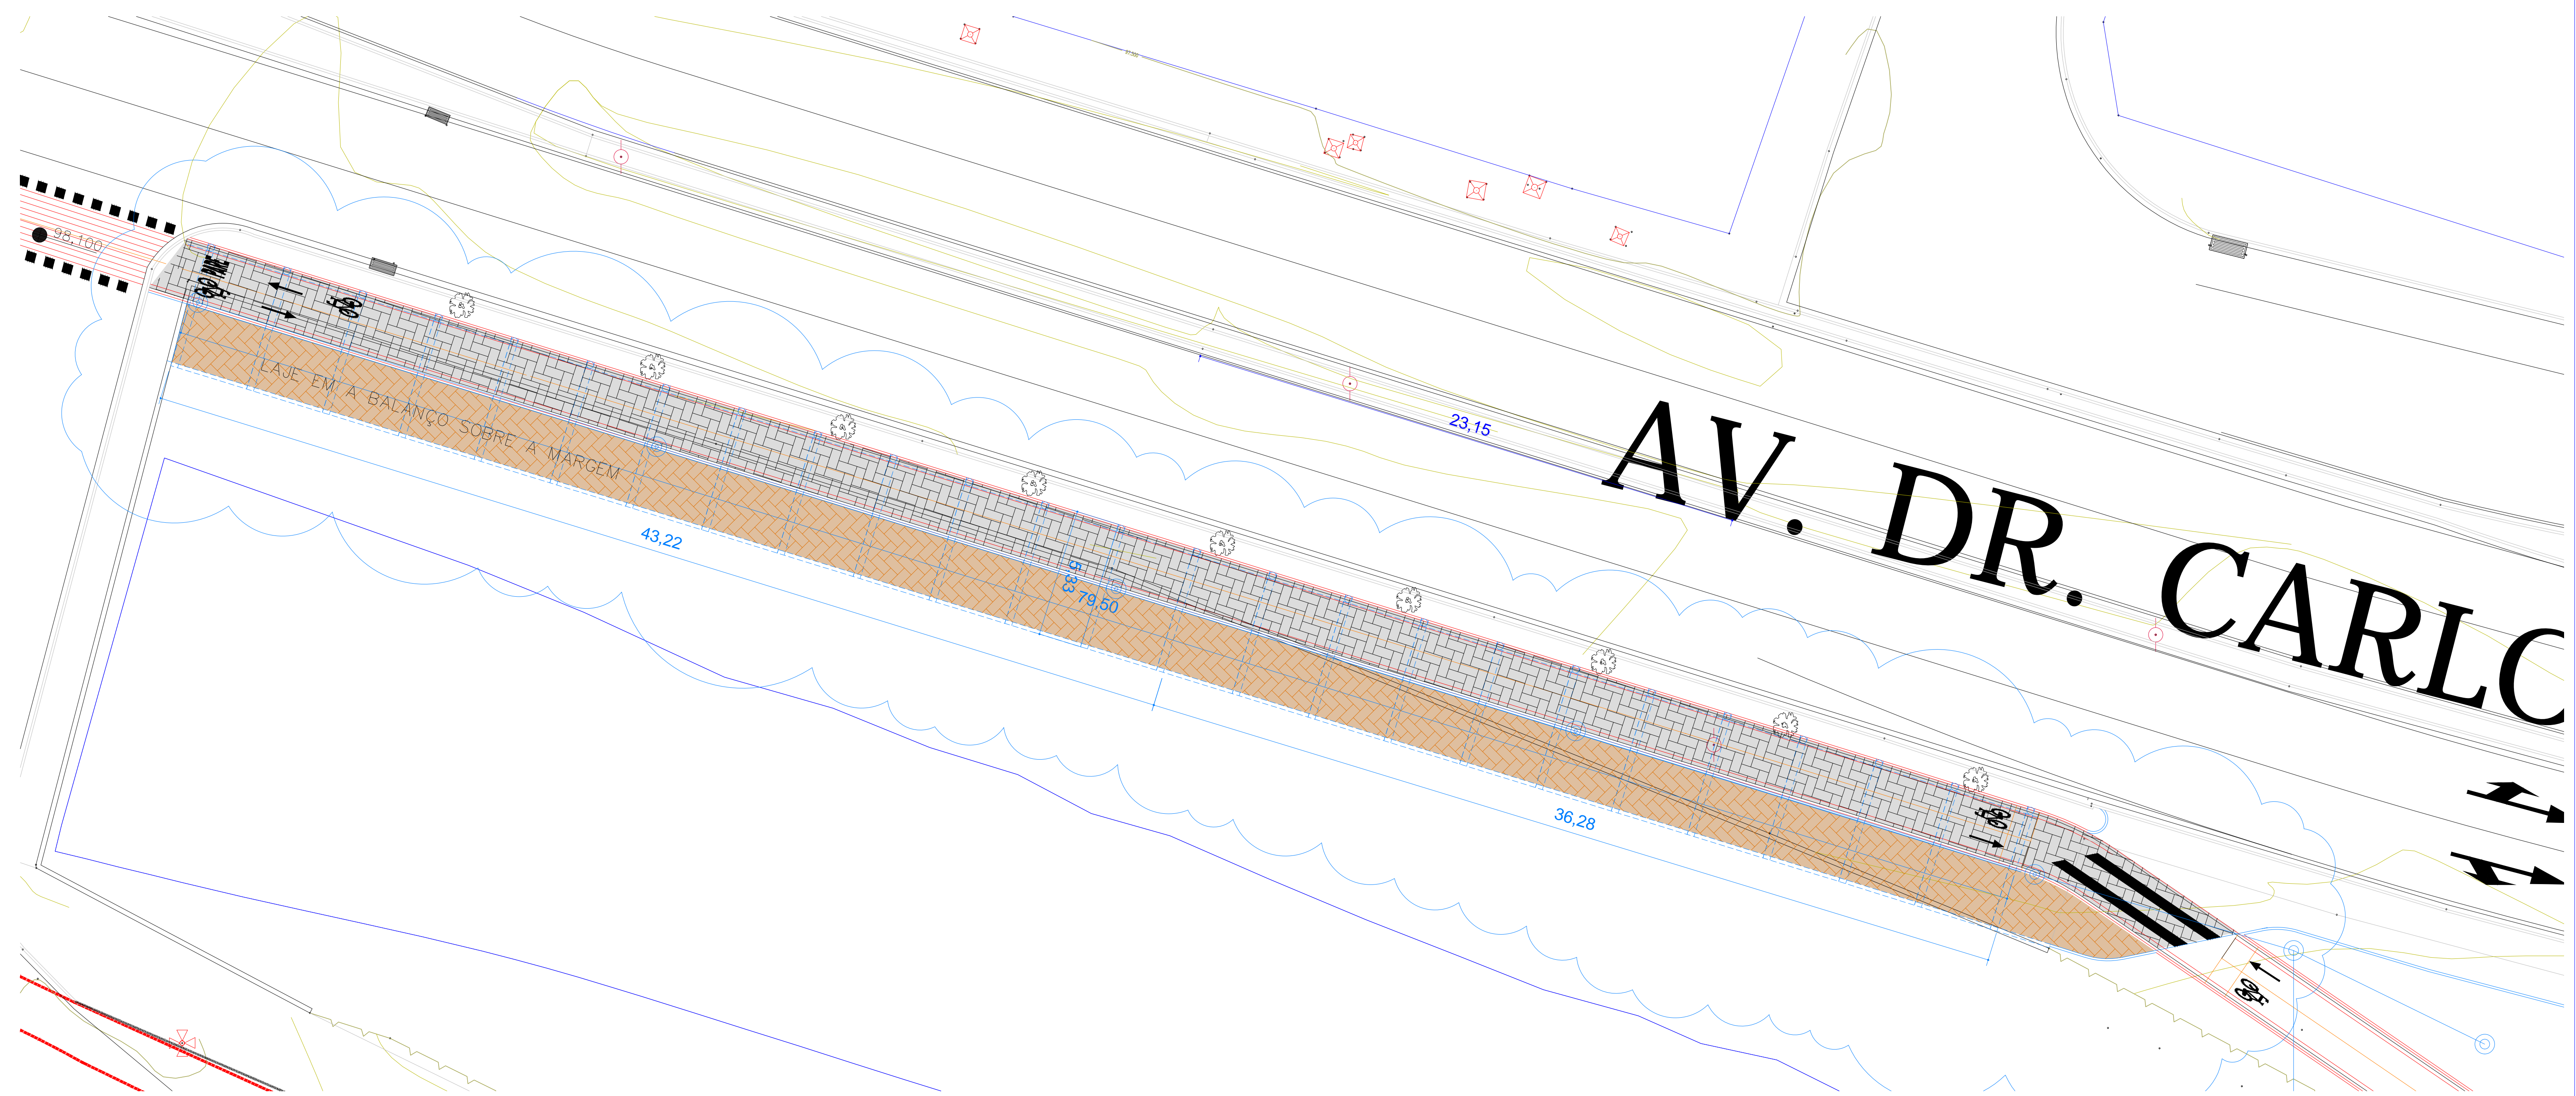 98,100
PARE
LAJE EM A BALANÇO SOBRE A MARGEM
23,15
AV. DR. CARLO
43,22
5,33
79,50
36,28